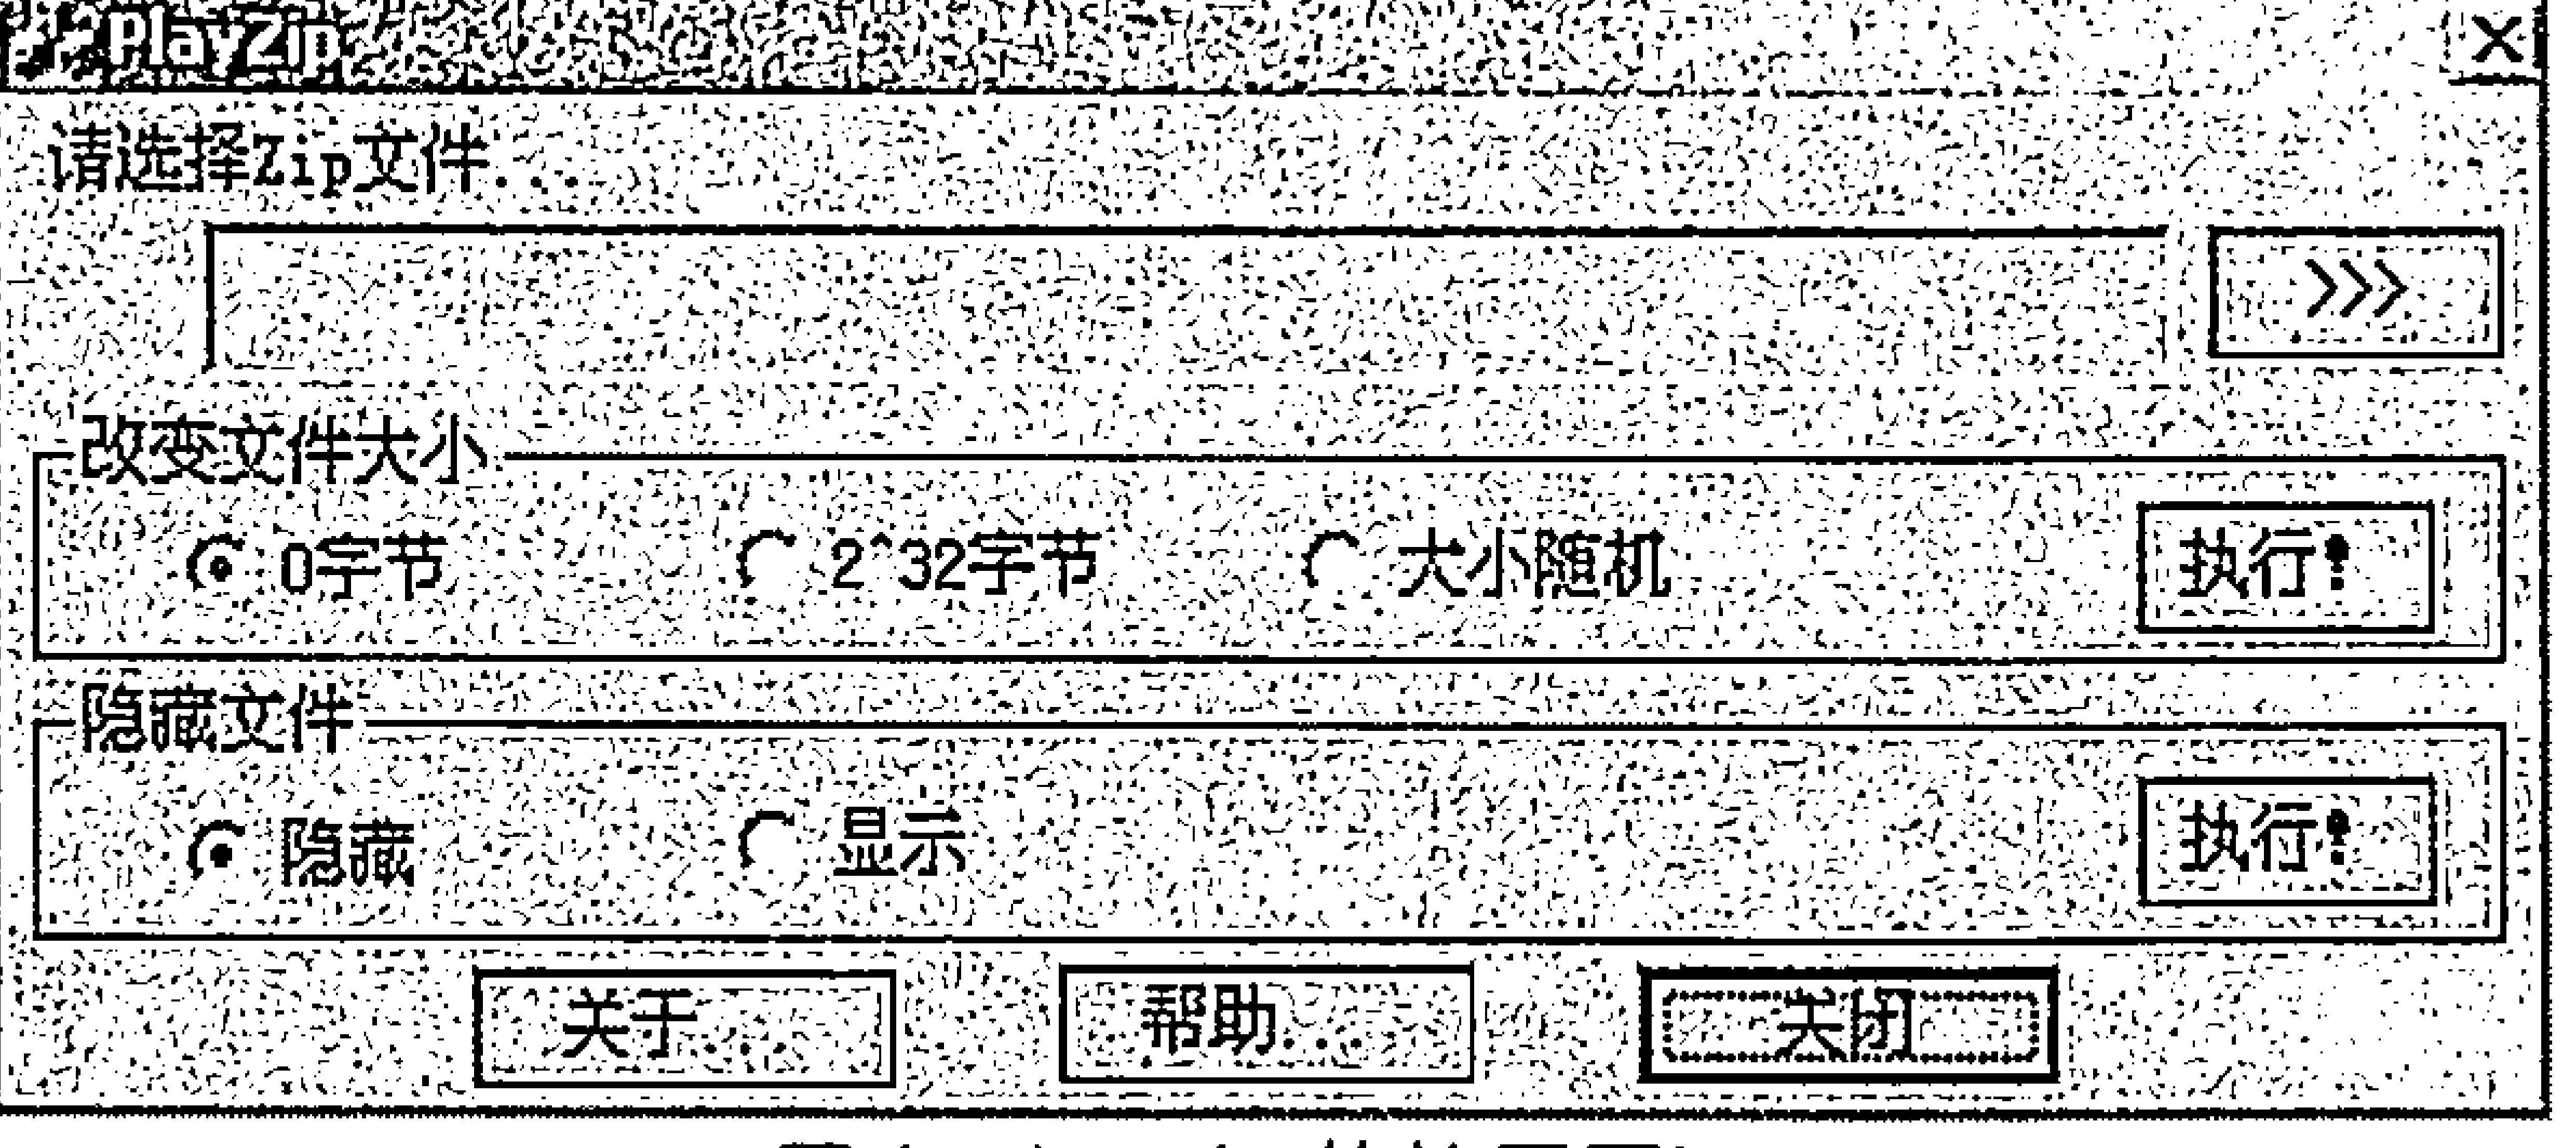 PlayZip
请选择Zip文件...
>>>
改变文件大小
0字节 2^32字节 大小随机 执行!
隐藏文件
隐藏 显示 执行!
关于... 帮助... 关闭